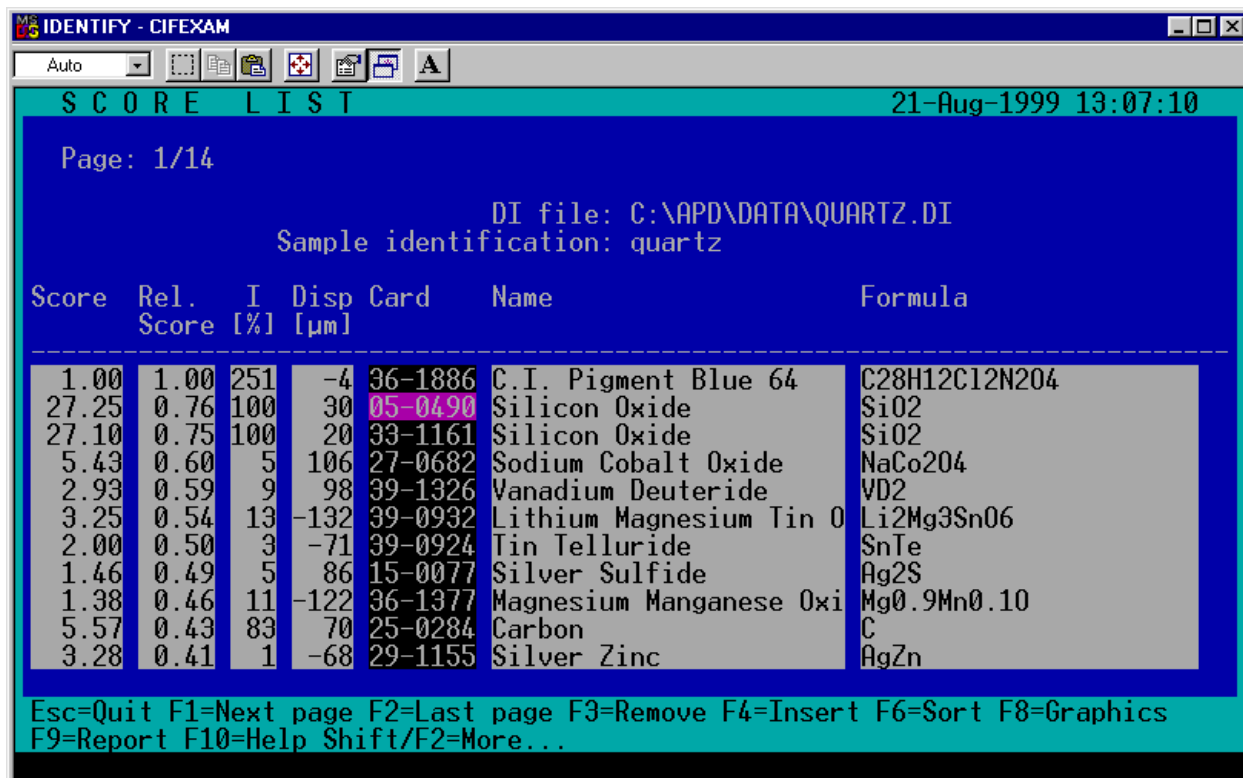 IDENTIFY - CIFEXAM
Auto A
S C O R E L I S T 21-Aug-1999 13:07:10
Page: 1/14
DI file: C:\APD\DATA\QUARTZ.DI
Sample identification: quartz
Score Rel. I Disp Card Name Formula
Score [%] [µm]
1.00 1.00 251 -4 36-1886 C.I. Pigment Blue 64 C28H12Cl2N2O4
27.25 0.76 100 30 05-0490 Silicon Oxide SiO2
27.10 0.75 100 20 33-1161 Silicon Oxide SiO2
5.43 0.60 5 106 27-0682 Sodium Cobalt Oxide NaCo2O4
2.93 0.59 9 98 39-1326 Vanadium Deuteride VD2
3.25 0.54 13 -132 39-0932 Lithium Magnesium Tin O Li2Mg3SnO6
2.00 0.50 3 -71 39-0924 Tin Telluride SnTe
1.46 0.49 5 86 15-0077 Silver Sulfide Ag2S
1.38 0.46 11 -122 36-1377 Magnesium Manganese Oxi Mg0.9Mn0.1O
5.57 0.43 83 70 25-0284 Carbon C
3.28 0.41 1 -68 29-1155 Silver Zinc AgZn
Esc=Quit F1=Next page F2=Last page F3=Remove F4=Insert F6=Sort F8=Graphics
F9=Report F10=Help Shift/F2=More...